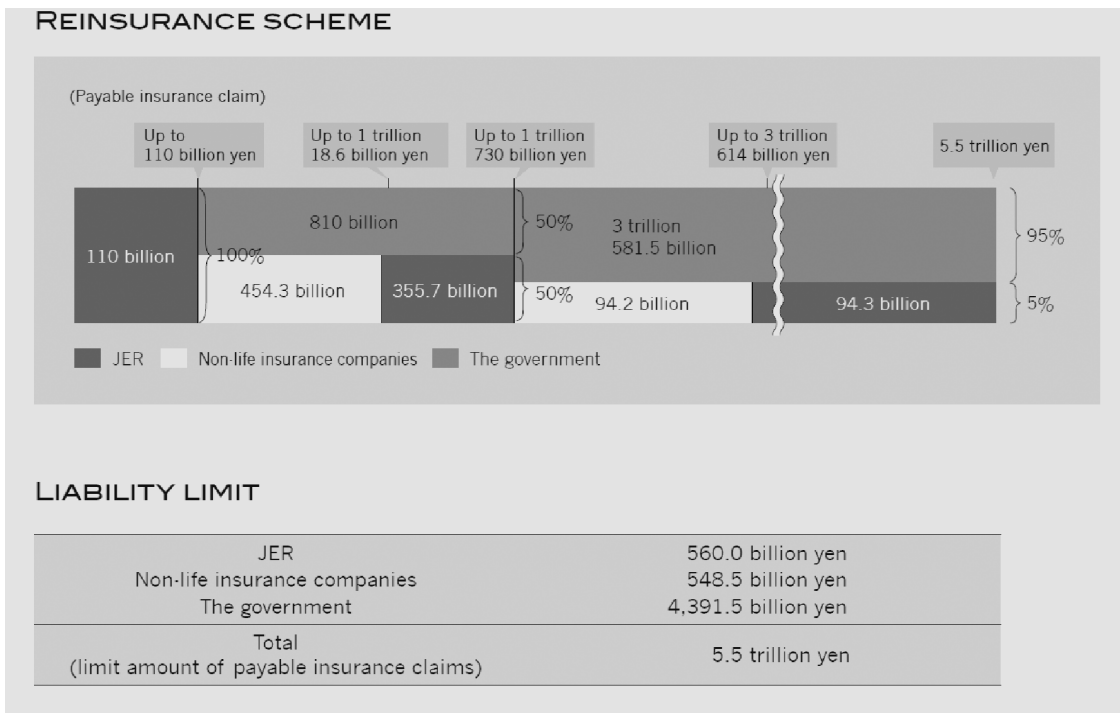 REINSURANCE SCHEME
(Payable insurance claim)
Up to
110 billion yen
Up to 1 trillion
18.6 billion yen
Up to 1 trillion
730 billion yen
Up to 3 trillion
614 billion yen
5.5 trillion yen
110 billion
100%
810 billion
454.3 billion
355.7 billion
50%
50%
3 trillion
581.5 billion
94.2 billion
94.3 billion
95%
5%
JER
Non-life insurance companies
The government
LIABILITY LIMIT
JER 560.0 billion yen
Non-life insurance companies 548.5 billion yen
The government 4,391.5 billion yen
Total
(limit amount of payable insurance claims) 5.5 trillion yen